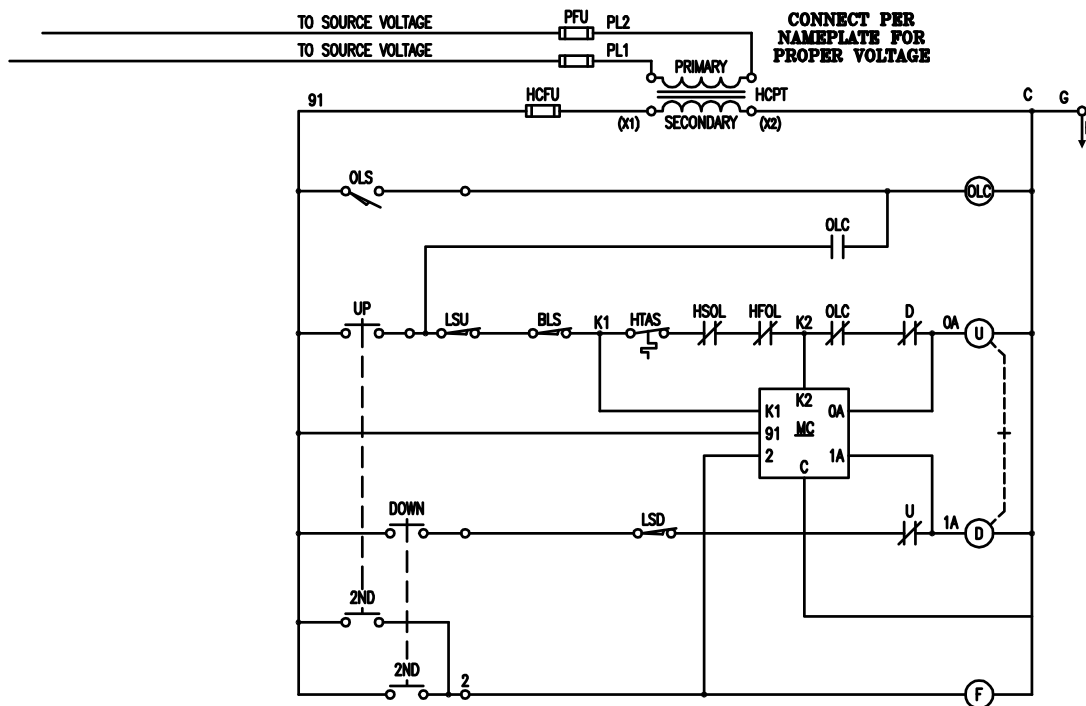 TO SOURCE VOLTAGE PFU PL2
TO SOURCE VOLTAGE PL1
CONNECT PER
NAMEPLATE FOR
PROPER VOLTAGE
PRIMARY
91 HCFU HCPT C G
(X1) SECONDARY (X2)
OLS OLC
OLC
UP LSU BLS K1 HTAS HSOL HFOL K2 OLC D 0A U
K2
K1 0A
91 MC
2 1A
C
DOWN LSD U 1A D
2ND
2ND 2 F